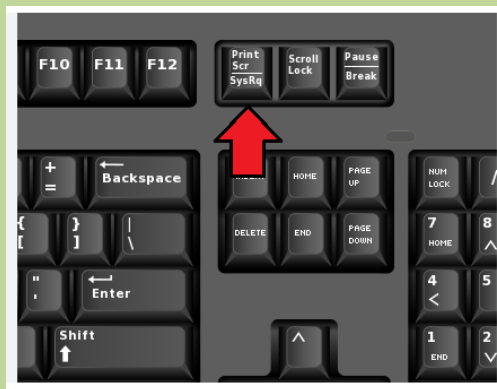 F10 F11 F12
Print
Scr
SysRq
Scroll
Lock
Pause
Break
+
=
Backspace
HOME
PAGE
UP
NUM
LOCK
/
{
[
}
]
|
\
DELETE
END
PAGE
DOWN
7
HOME
8
"
'
Enter
4
<
5
Shift
^
1
END
2